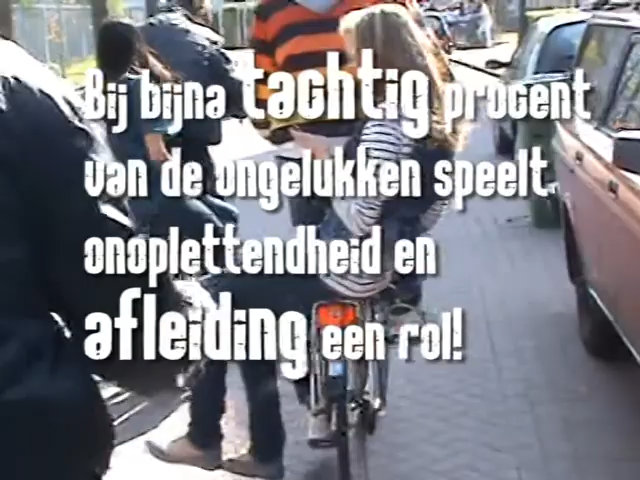 Bij bijna tachtig procent
van de ongelukken speelt
onoplettendheid en
afleiding een rol!